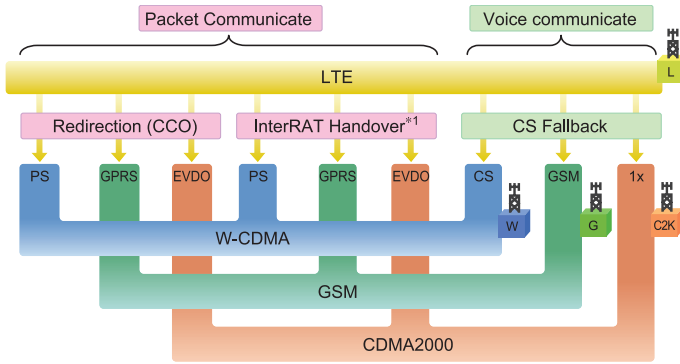 Packet Communicate
Voice communicate
LTE
L
Redirection (CCO)
InterRAT Handover*1
CS Fallback
PS
GPRS
EVDO
PS
GPRS
EVDO
CS
GSM
1x
W-CDMA
W
G
C2K
GSM
CDMA2000